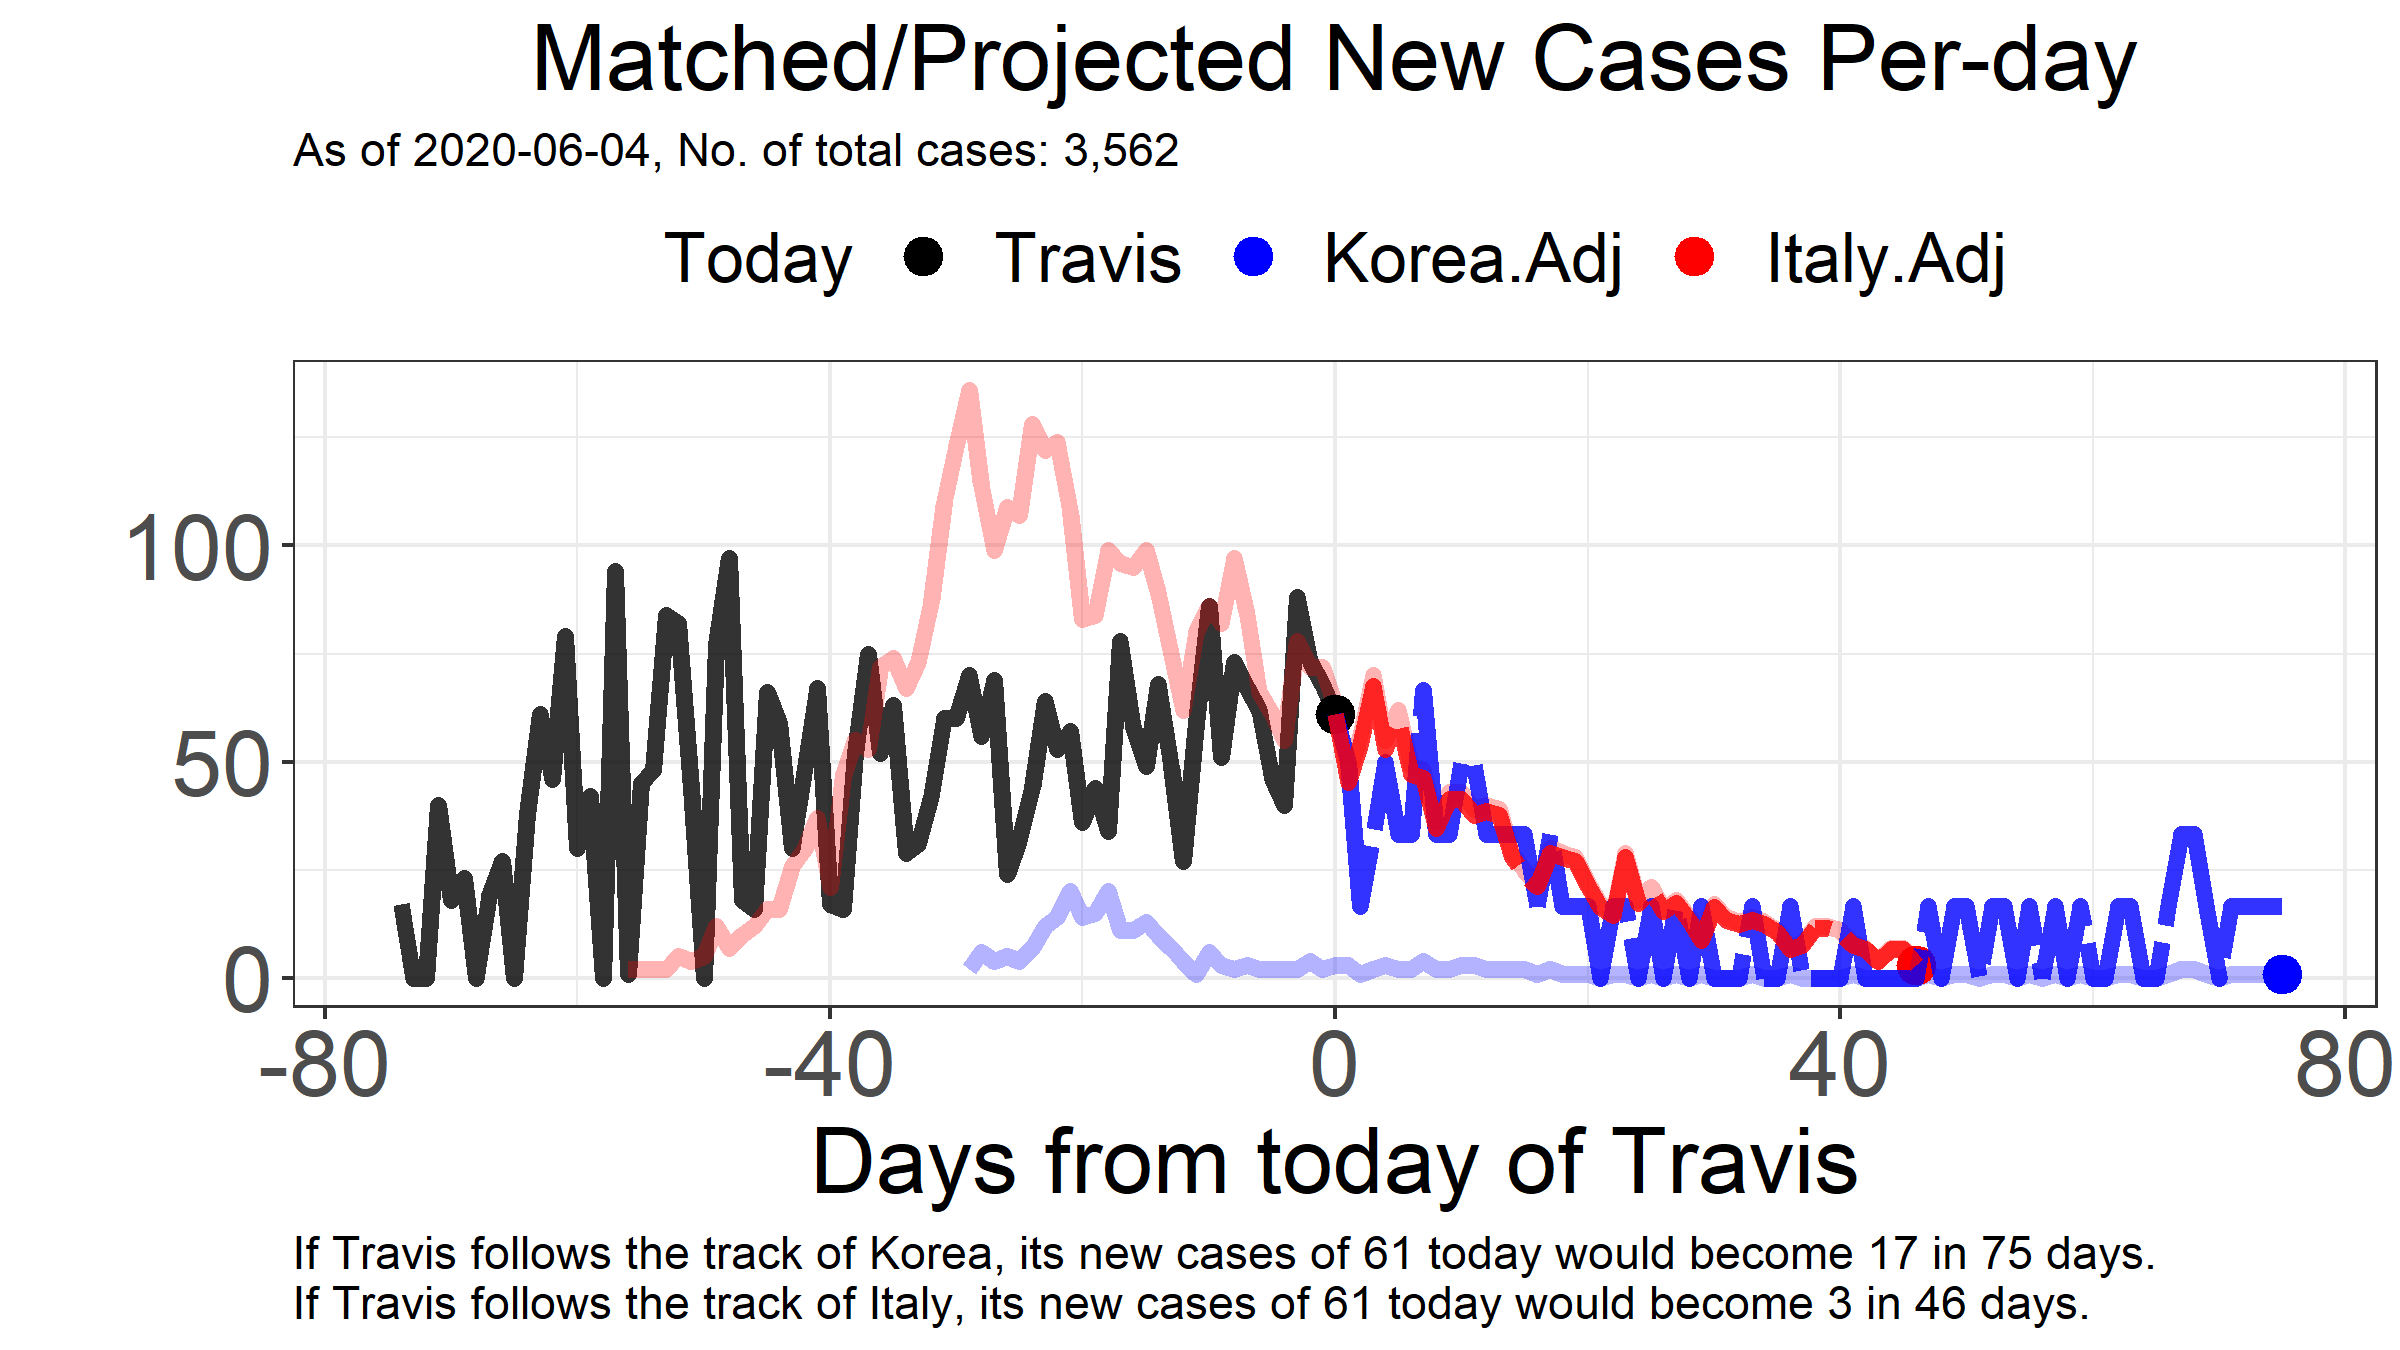 Matched/Projected New Cases Per-day
As of 2020-06-04, No. of total cases: 3,562
Today Travis Korea.Adj Italy.Adj
100
50
0
-80 -40 0 40 80
Days from today of Travis
If Travis follows the track of Korea, its new cases of 61 today would become 17 in 75 days.
If Travis follows the track of Italy, its new cases of 61 today would become 3 in 46 days.